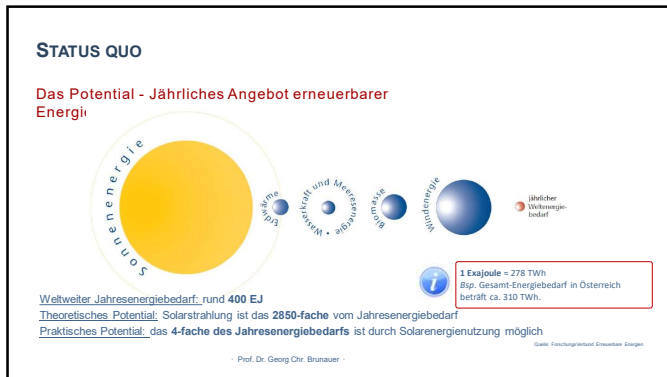 STATUS QUO
Das Potential - Jährliches Angebot erneuerbarer
Sonnenenergie
Erdwärme
Wasserkraft und Meeresenergie •
Biomasse
Windenergie
jährlicher
Weltenergie-
bedarf
1 Exajoule = 278 TWh
Bsp. Gesamt-Energiebedarf in Österreich
beträft ca. 310 TWh.
Weltweiter Jahresenergiebedarf: rund 400 EJ
Theoretisches Potential: Solarstrahlung ist das 2850-fache vom Jahresenergiebedarf
Praktisches Potential: das 4-fache des Jahresenergiebedarfs ist durch Solarenergienutzung möglich
Quelle: ForschungsVerbund Erneuerbare Energien
· Prof. Dr. Georg Chr. Brunauer ·